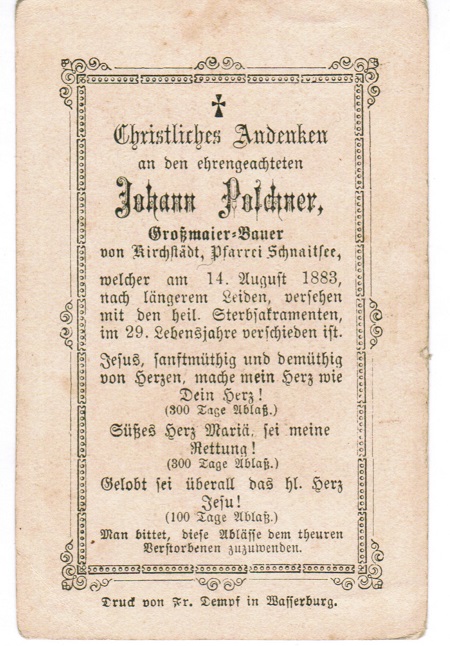 Christliches Andenken
an den ehrengeachteten
Johann Polchner,
Großmaier-Bauer
von Kirchstädt, Pfarrei Schnaitsee,
welcher am 14. August 1883,
nach längerem Leiden, versehen
mit den heil. Sterbsakramenten,
im 29. Lebensjahre verschieden ist.
Jesus, sanftmüthig und demüthig
von Herzen, mache mein Herz wie
Dein Herz!
(300 Tage Ablaß.)
Süßes Herz Mariä, sei meine
Rettung!
(300 Tage Ablaß.)
Gelobt sei überall das hl. Herz
Jesu!
(100 Tage Ablaß.)
Man bittet, diese Ablässe dem theuren
Verstorbenen zuzuwenden.
Druck von Fr. Dempf in Wasserburg.